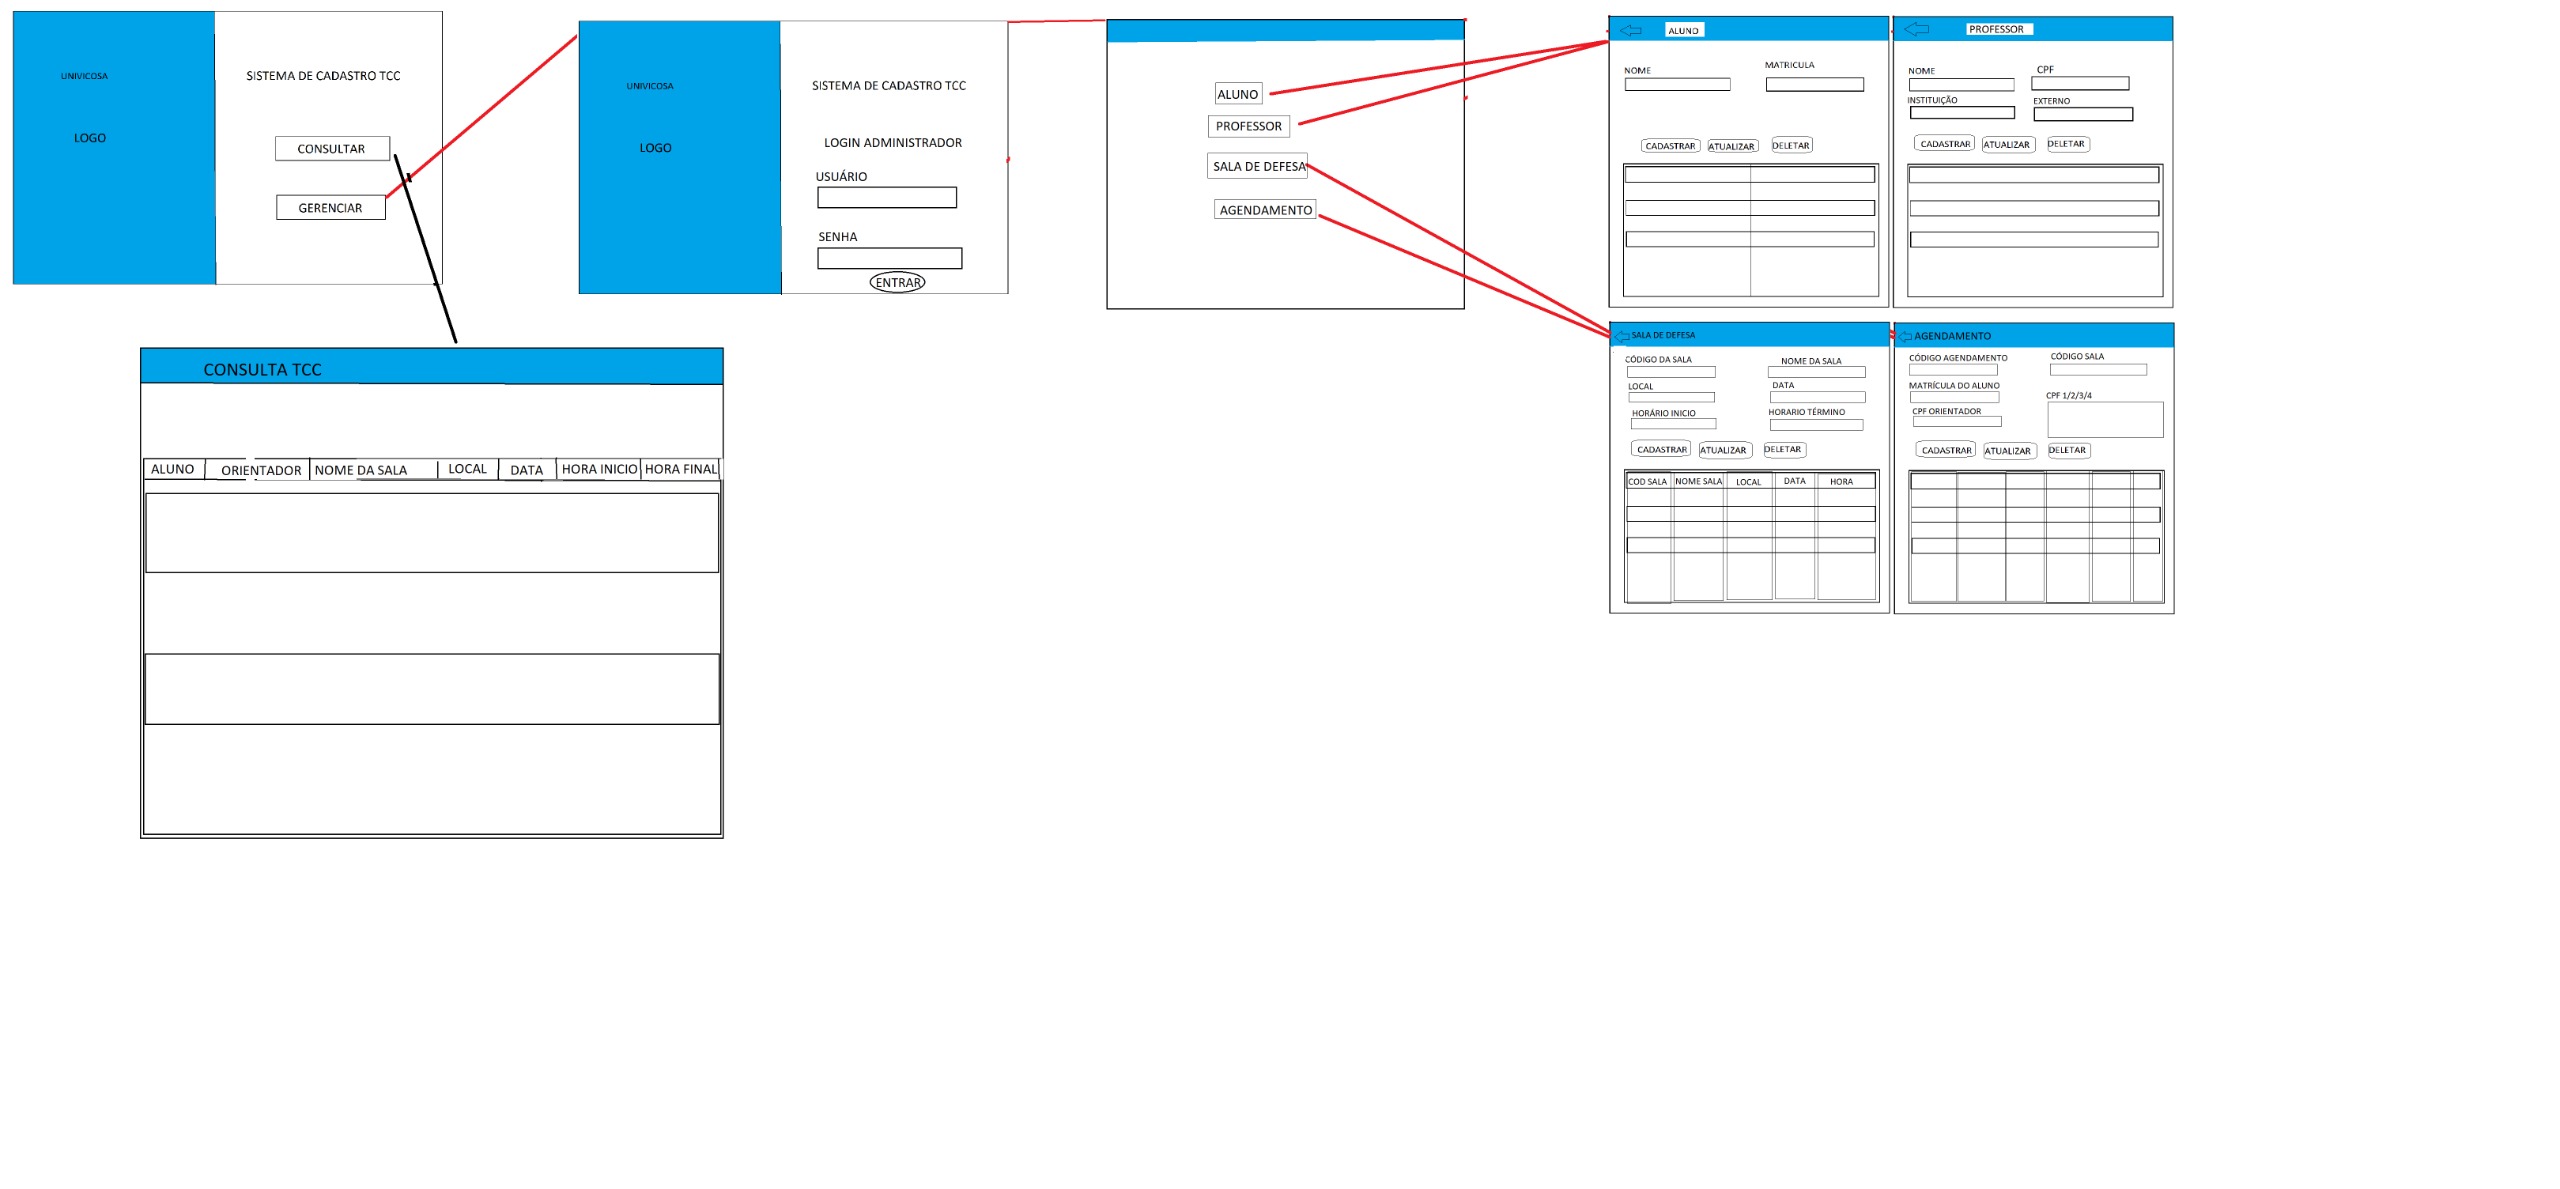 UNIVICOSA
LOGO
SISTEMA DE CADASTRO TCC
CONSULTAR
GERENCIAR
UNIVICOSA
LOGO
SISTEMA DE CADASTRO TCC
LOGIN ADMINISTRADOR
USUÁRIO
SENHA
ENTRAR
ALUNO
PROFESSOR
SALA DE DEFESA
AGENDAMENTO
ALUNO
NOME MATRICULA
CADASTRAR ATUALIZAR DELETAR
PROFESSOR
NOME CPF
INSTITUIÇÃO EXTERNO
CADASTRAR ATUALIZAR DELETAR
SALA DE DEFESA
CÓDIGO DA SALA NOME DA SALA
LOCAL DATA
HORÁRIO INICIO HORARIO TÉRMINO
CADASTRAR ATUALIZAR DELETAR
COD SALA NOME SALA LOCAL DATA HORA
AGENDAMENTO
CÓDIGO AGENDAMENTO CÓDIGO SALA
MATRÍCULA DO ALUNO CPF 1/2/3/4
CPF ORIENTADOR
CADASTRAR ATUALIZAR DELETAR
CONSULTA TCC
ALUNO ORIENTADOR NOME DA SALA LOCAL DATA HORA INICIO HORA FINAL